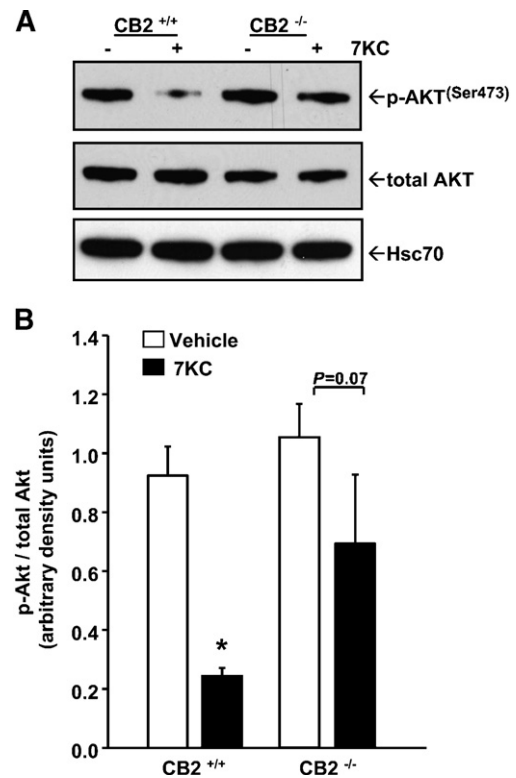 A
CB2 +/+ CB2 -/-
- + - + 7KC
←p-AKT(Ser473)
←total AKT
←Hsc70
B
1.4
1.2
1.0
0.8
0.6
0.4
0.2
0.0
p-Akt / total Akt
(arbitrary density units)
Vehicle
7KC
P=0.07
*
CB2 +/+ CB2 -/-